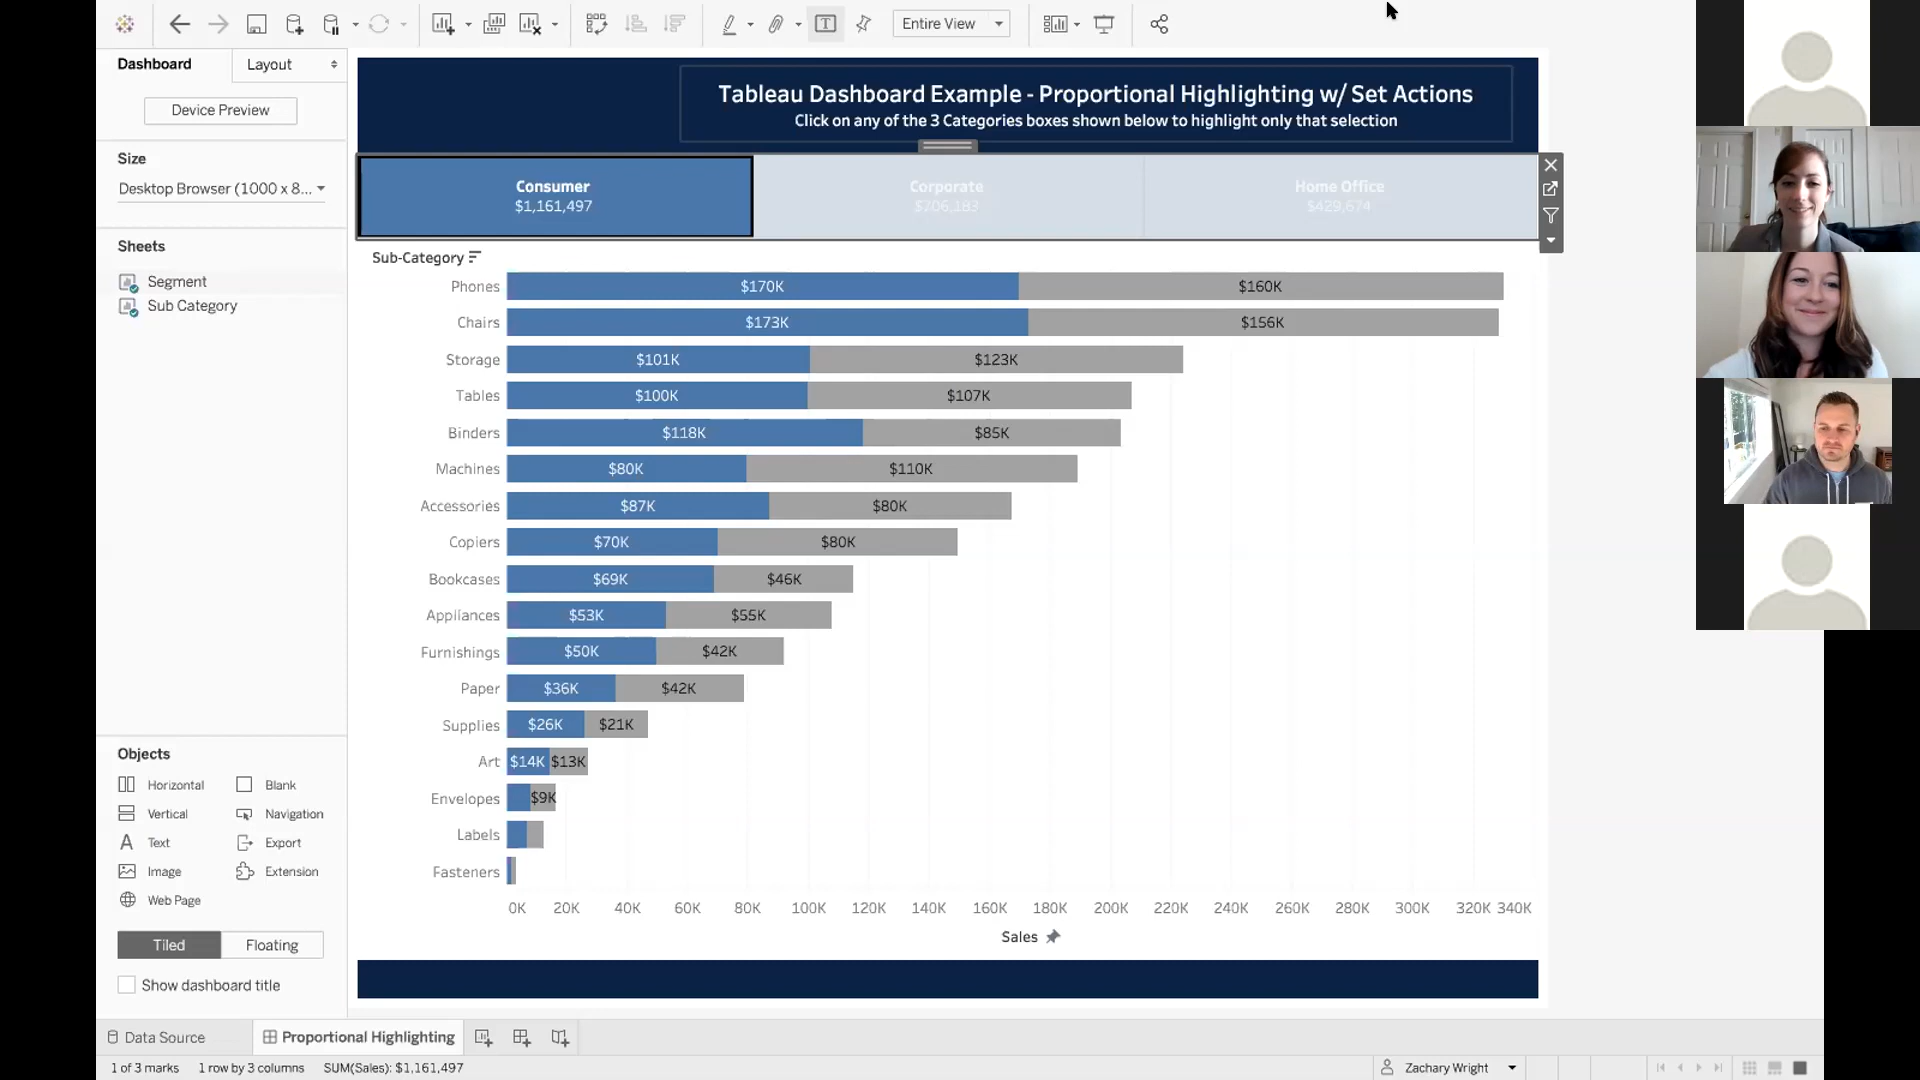 Entire View
Dashboard
Layout
Device Preview
Size
Desktop Browser (1000 x 8...
Sheets
Segment
Sub Category
Objects
Horizontal
Blank
Vertical
Navigation
Text
Export
Image
Extension
Web Page
Tiled
Floating
Show dashboard title
Tableau Dashboard Example - Proportional Highlighting w/ Set Actions
Click on any of the 3 Categories boxes shown below to highlight only that selection
Consumer
$1,161,497
Corporate
$706,183
Home Office
$429,674
Sub-Category
Phones $170K $160K
Chairs $173K $156K
Storage $101K $123K
Tables $100K $107K
Binders $118K $85K
Machines $80K $110K
Accessories $87K $80K
Copiers $70K $80K
Bookcases $69K $46K
Appliances $53K $55K
Furnishings $50K $42K
Paper $36K $42K
Supplies $26K $21K
Art $14K $13K
Envelopes $9K
Labels
Fasteners
0K 20K 40K 60K 80K 100K 120K 140K 160K 180K 200K 220K 240K 260K 280K 300K 320K 340K
Sales
Data Source
Proportional Highlighting
1 of 3 marks 1 row by 3 columns SUM(Sales): $1,161,497
Zachary Wright